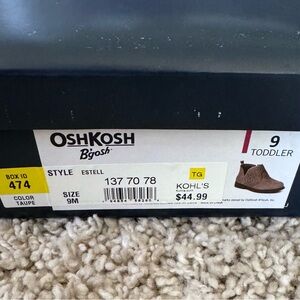 OSHKOSH
B'gosh
9
TODDLER
BOX ID
474
COLOR
TAUPE
STYLE ESTELL
SIZE
9M
137 70 78
TG
KOHL'S
$44.99